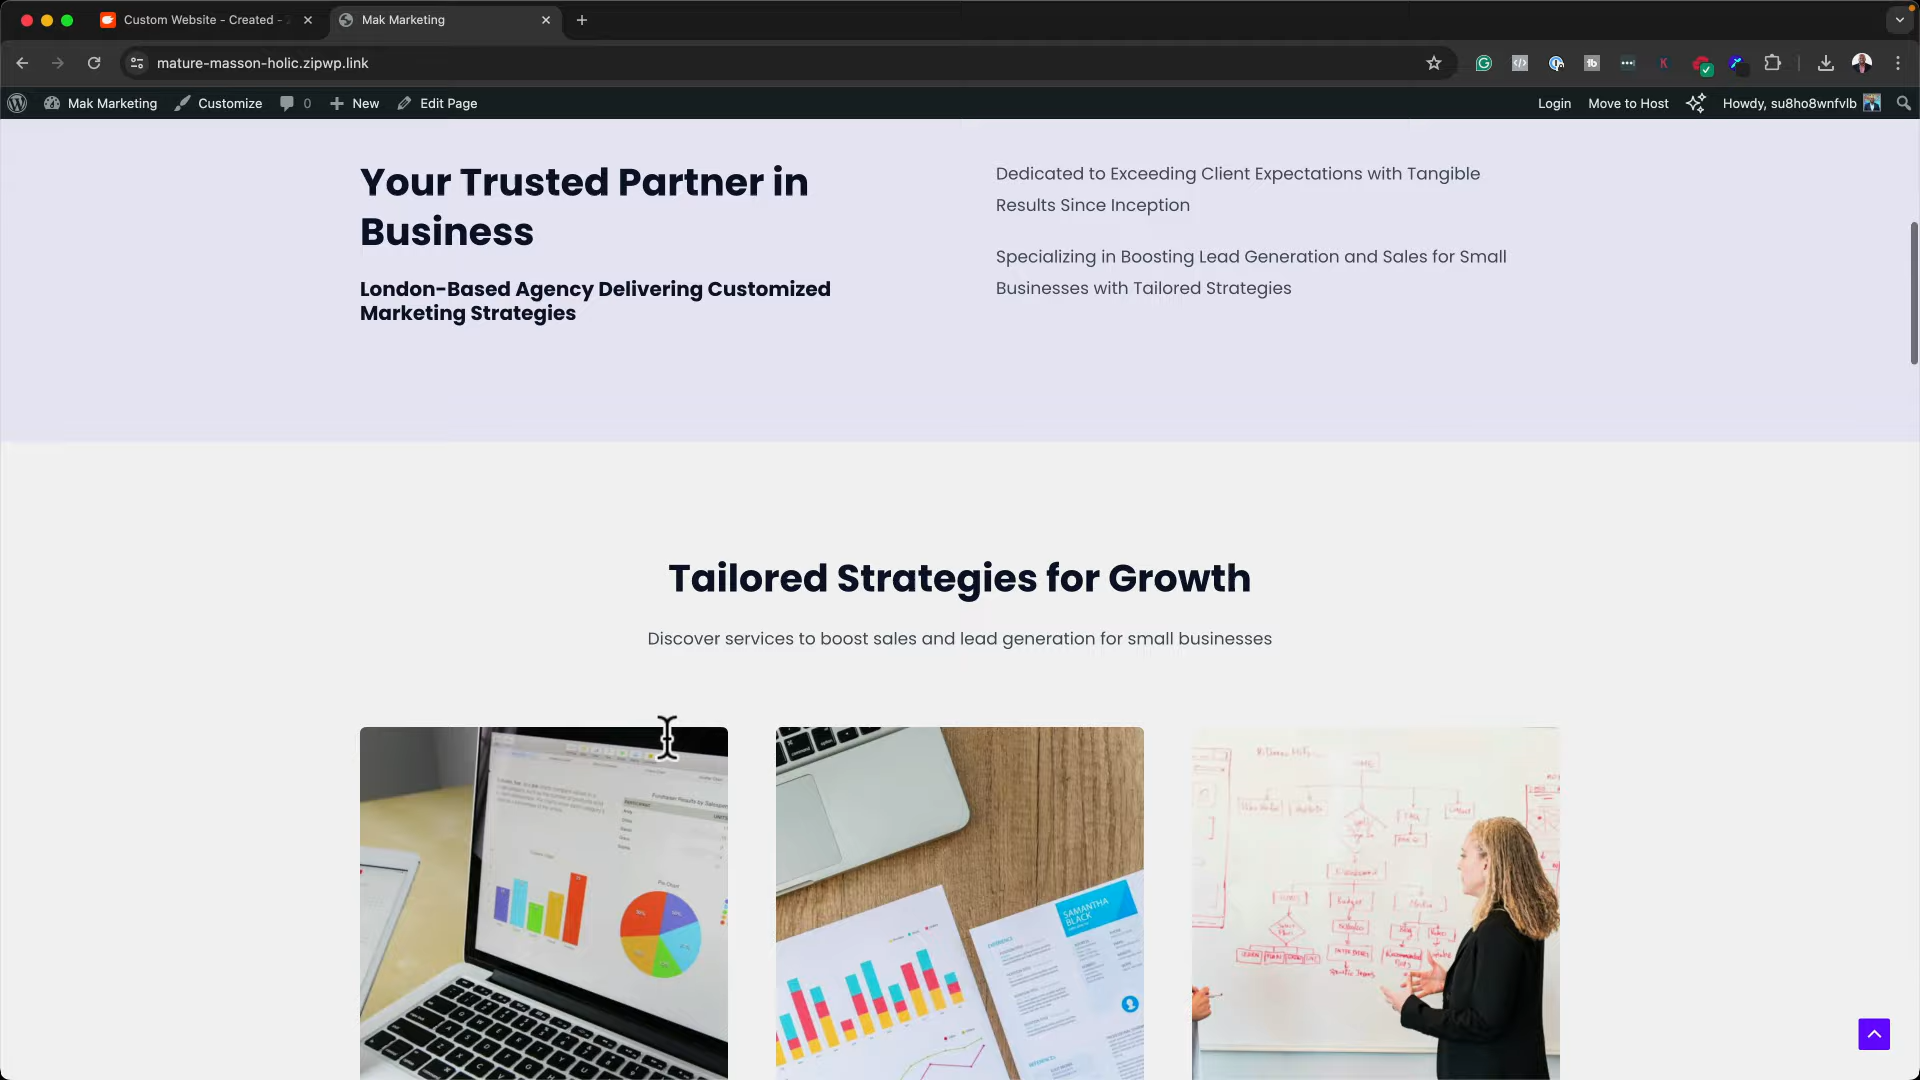 Custom Website - Created -
Mak Marketing
mature-masson-holic.zipwp.link
Mak Marketing
Customize
0
New
Edit Page
Login
Move to Host
Howdy, su8ho8wnfvlb
Your Trusted Partner in
Business
London-Based Agency Delivering Customized
Marketing Strategies
Dedicated to Exceeding Client Expectations with Tangible
Results Since Inception
Specializing in Boosting Lead Generation and Sales for Small
Businesses with Tailored Strategies
Tailored Strategies for Growth
Discover services to boost sales and lead generation for small businesses
Pie Chart
SAMANTHA
BLACK
EXPERIENCE